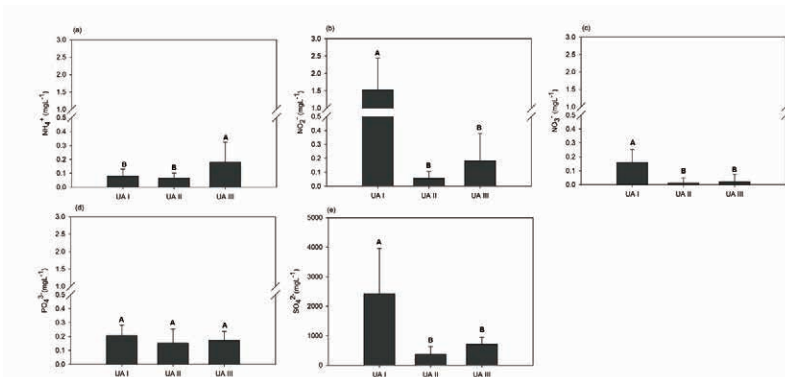 (a)
NH₄⁺ (mgL⁻¹)
3.0
2.5
2.0
1.5
1.0
0.5
0.4
0.3
0.2
0.1
0.0
B
B
A
UA I
UA II
UA III
(b)
NO₂⁻ (mgL⁻¹)
3.0
2.5
2.0
1.5
1.0
0.5
0.4
0.3
0.2
0.1
0.0
A
B
B
UA I
UA II
UA III
(c)
NO₃⁻ (mgL⁻¹)
3.0
2.5
2.0
1.5
1.0
0.5
0.4
0.3
0.2
0.1
0.0
A
B
B
UA I
UA II
UA III
(d)
PO₄³⁻ (mgL⁻¹)
3.0
2.5
2.0
1.5
1.0
0.5
0.4
0.3
0.2
0.1
0.0
A
A
A
UA I
UA II
UA III
(e)
SO₄²⁻ (mgL⁻¹)
5000
4000
3000
2000
1000
0
A
B
B
UA I
UA II
UA III